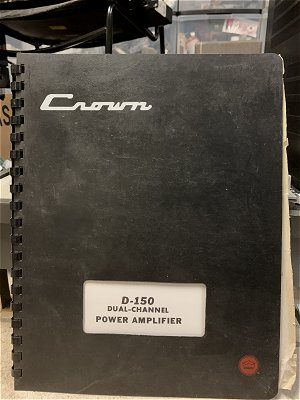 Crown
D-150
DUAL-CHANNEL
POWER AMPLIFIER